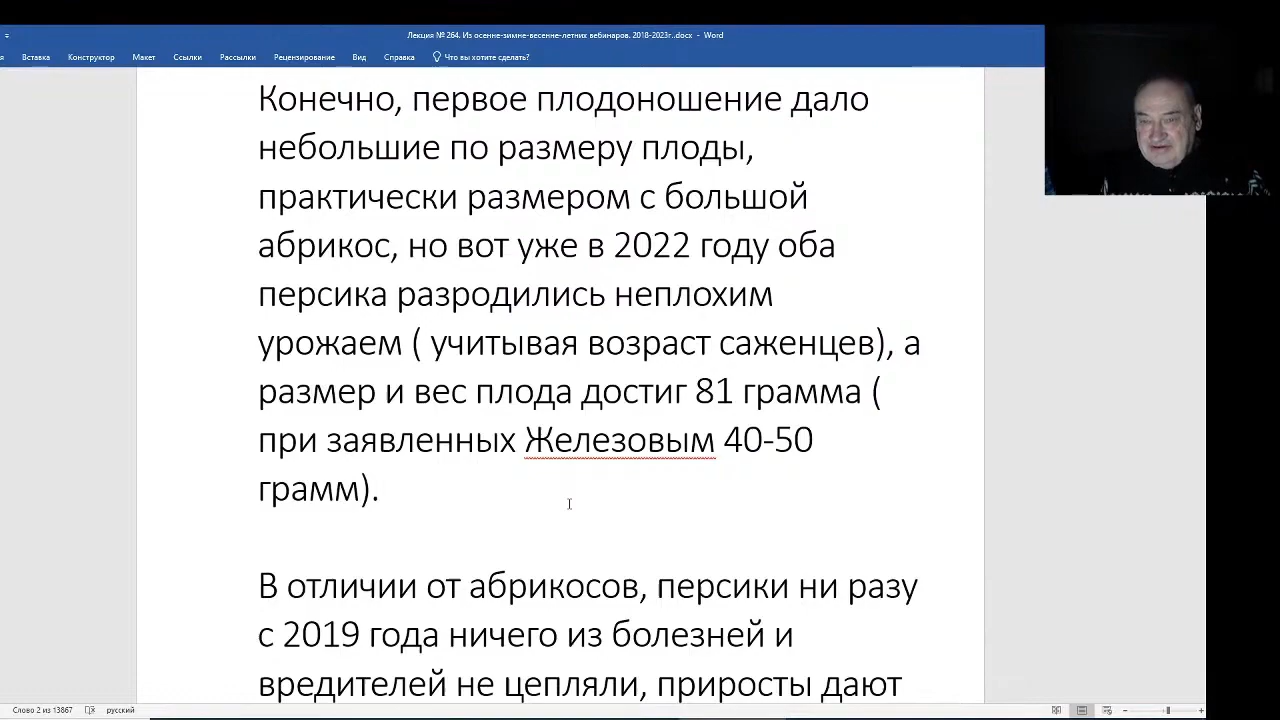 Лекция № 264. Из осенне-зимне-весенне-летних вебинаров. 2018-2023г..docx - Word
Вставка Конструктор Макет Ссылки Рассылки Рецензирование Вид Справка Что вы хотите сделать?
Конечно, первое плодоношение дало
небольшие по размеру плоды,
практически размером с большой
абрикос, но вот уже в 2022 году оба
персика разродились неплохим
урожаем ( учитывая возраст саженцев), а
размер и вес плода достиг 81 грамма (
при заявленных Железовым 40-50
грамм).
В отличии от абрикосов, персики ни разу
с 2019 года ничего из болезней и
вредителей не цепляли, приросты дают
Слово 2 из 13867 русский